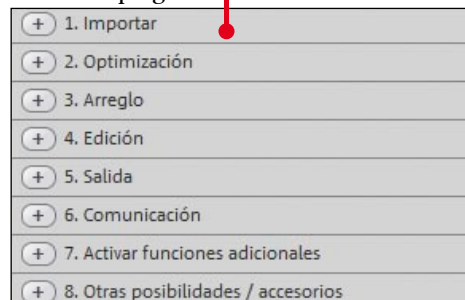 1. Importar
2. Optimización
3. Arreglo
4. Edición
5. Salida
6. Comunicación
7. Activar funciones adicionales
8. Otras posibilidades / accesorios